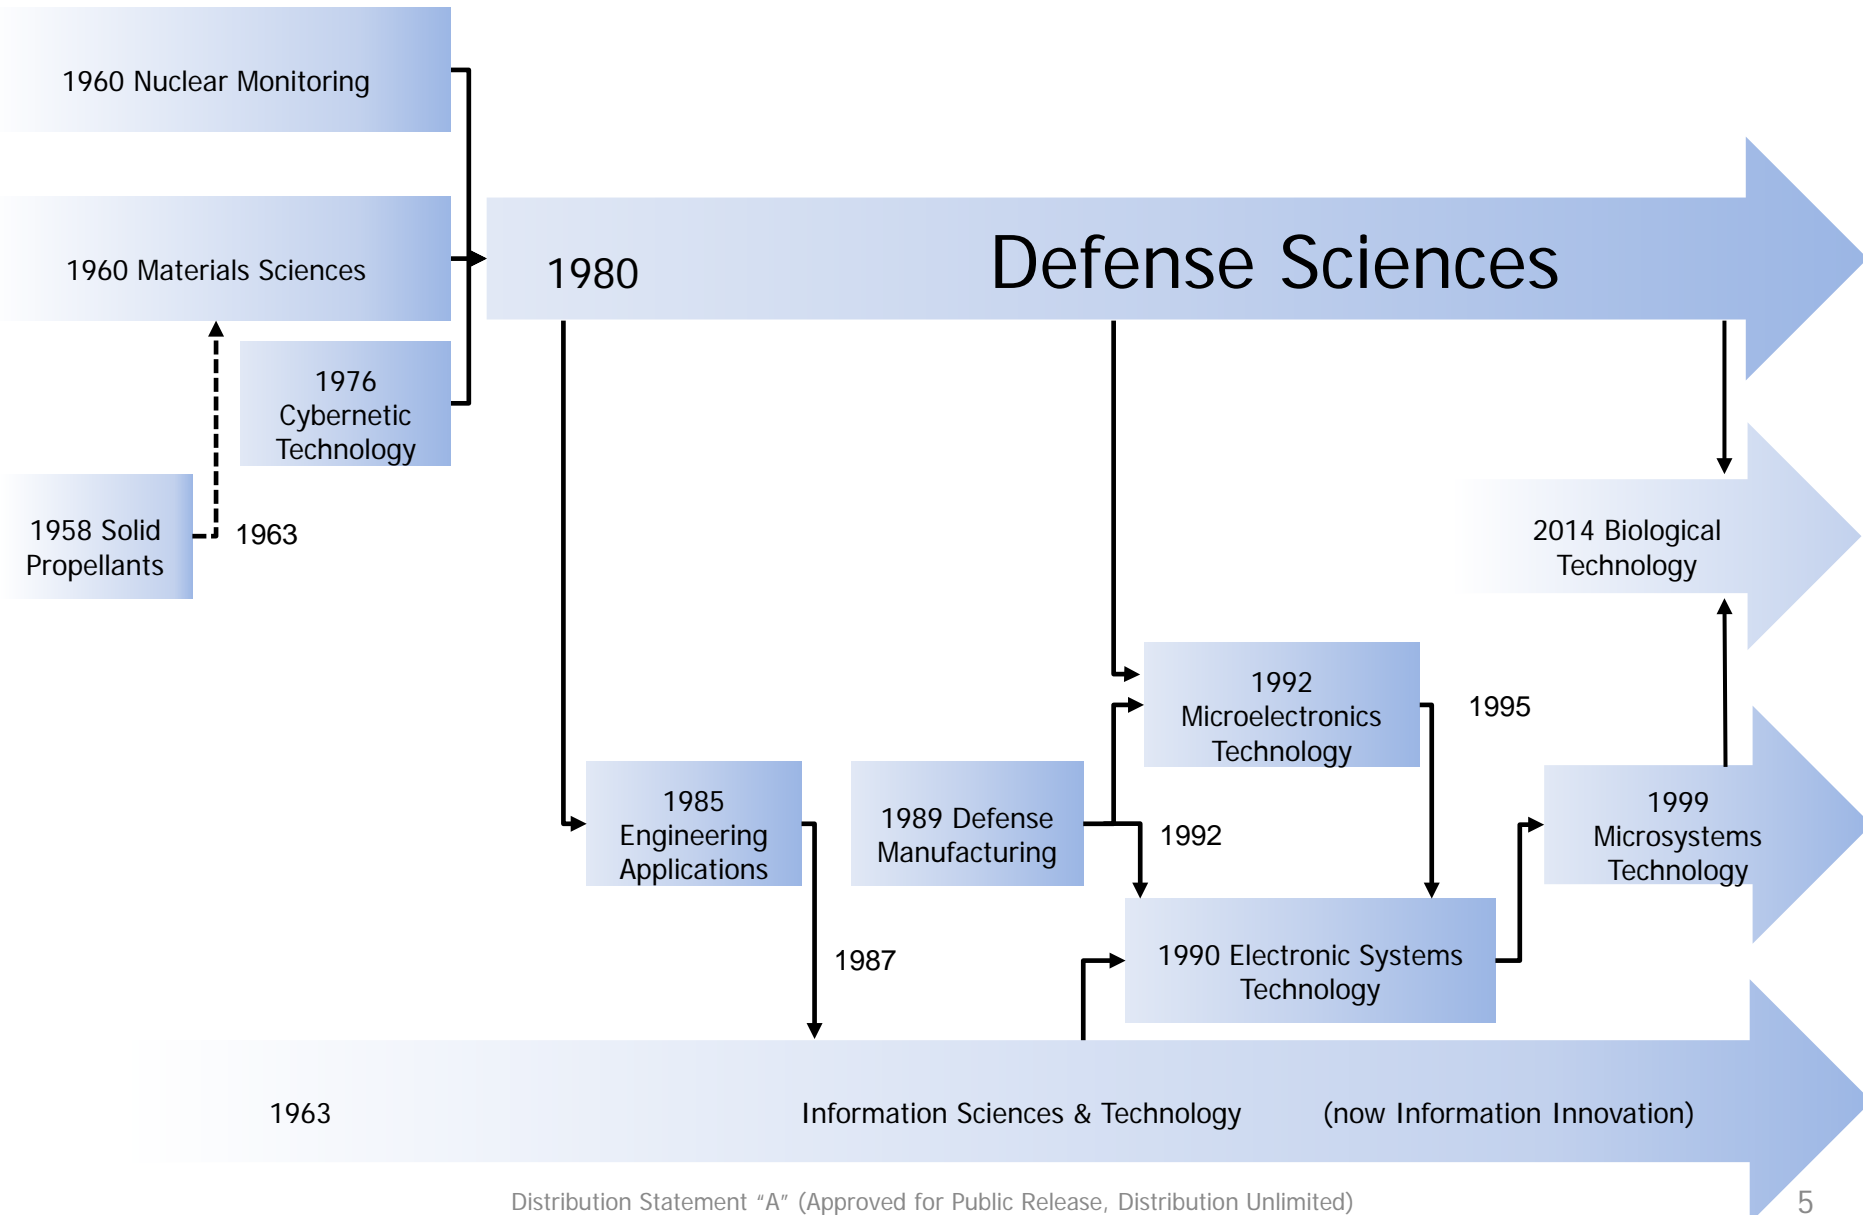 1960 Nuclear Monitoring
1960 Materials Sciences
1980
Defense Sciences
1976
Cybernetic
Technology
1958 Solid
Propellants
1963
2014 Biological
Technology
1992
Microelectronics
Technology
1995
1985
Engineering
Applications
1989 Defense
Manufacturing
1992
1999
Microsystems
Technology
1987
1990 Electronic Systems
Technology
1963
Information Sciences & Technology
(now Information Innovation)
Distribution Statement “A” (Approved for Public Release, Distribution Unlimited)
5